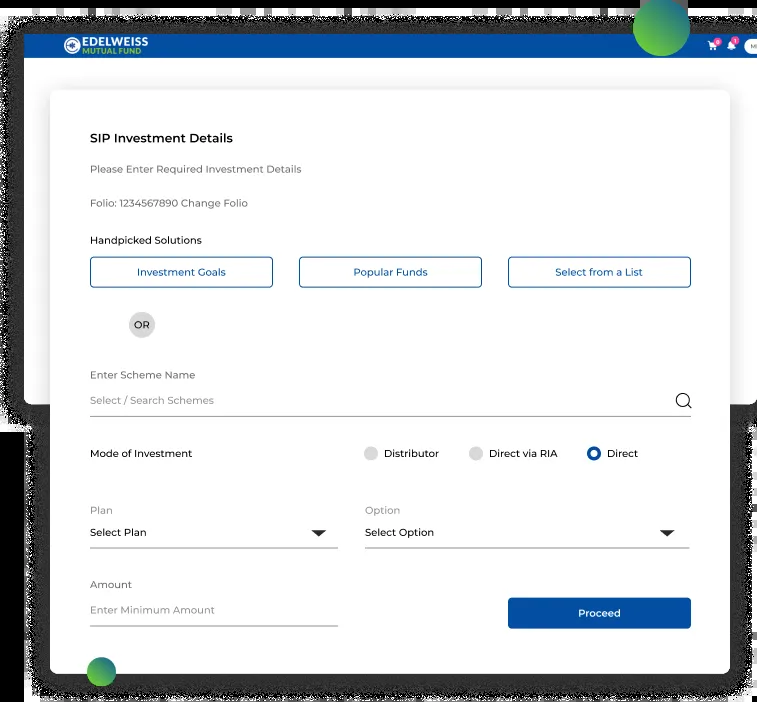 EDELWEISS
MUTUAL FUND
SIP Investment Details
Please Enter Required Investment Details
Folio: 1234567890 Change Folio
Handpicked Solutions
Investment Goals Popular Funds Select from a List
OR
Enter Scheme Name
Select / Search Schemes
Mode of Investment Distributor Direct via RIA Direct
Plan Option
Select Plan Select Option
Amount
Enter Minimum Amount
Proceed